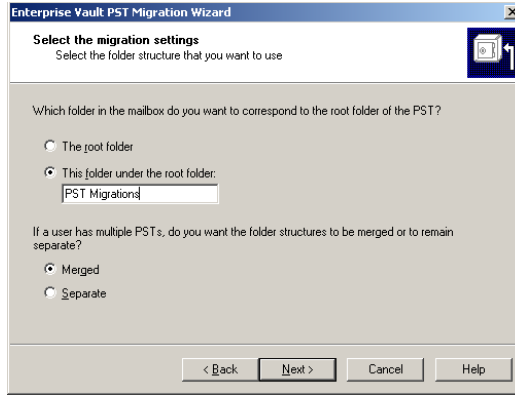 Enterprise Vault PST Migration Wizard
Select the migration settings
Select the folder structure that you want to use
Which folder in the mailbox do you want to correspond to the root folder of the PST?
The root folder
This folder under the root folder:
PST Migrations
If a user has multiple PSTs, do you want the folder structures to be merged or to remain
separate?
Merged
Separate
< Back Next > Cancel Help